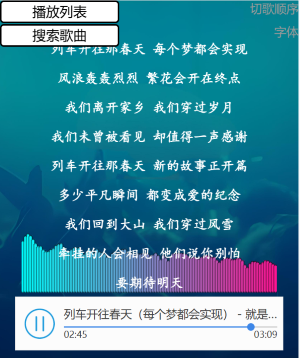 播放列表
切歌顺序
搜索歌曲
字体
列车开往那春天 每个梦都会实现
风浪轰轰烈烈 繁花会开在终点
我们离开家乡 我们穿过岁月
我们未曾被看见 却值得一声感谢
列车开往那春天 新的故事正开篇
多少平凡瞬间 都变成爱的纪念
我们回到大山 我们穿过风雪
牵挂的人会相见 他们说你别怕
要期待明天
列车开往春天（每个梦都会实现） - 就是...
02:45
03:09